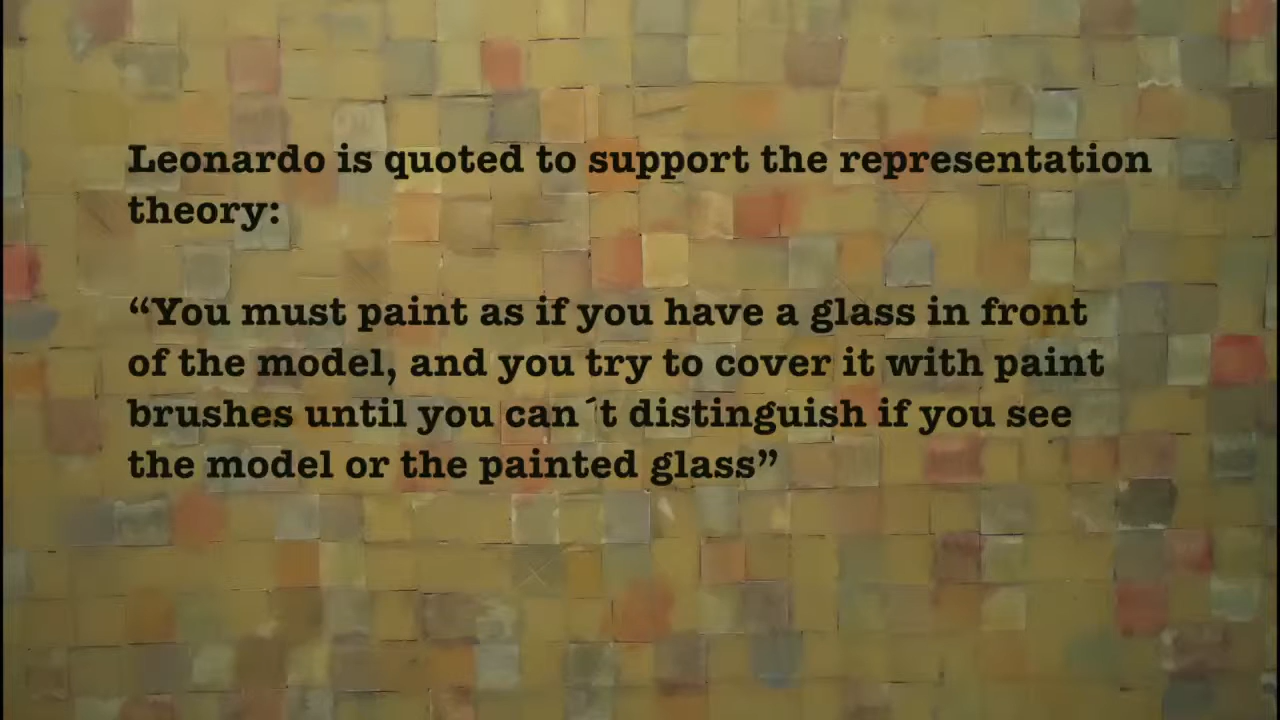 Leonardo is quoted to support the representation
theory:
“You must paint as if you have a glass in front
of the model, and you try to cover it with paint
brushes until you can´t distinguish if you see
the model or the painted glass”